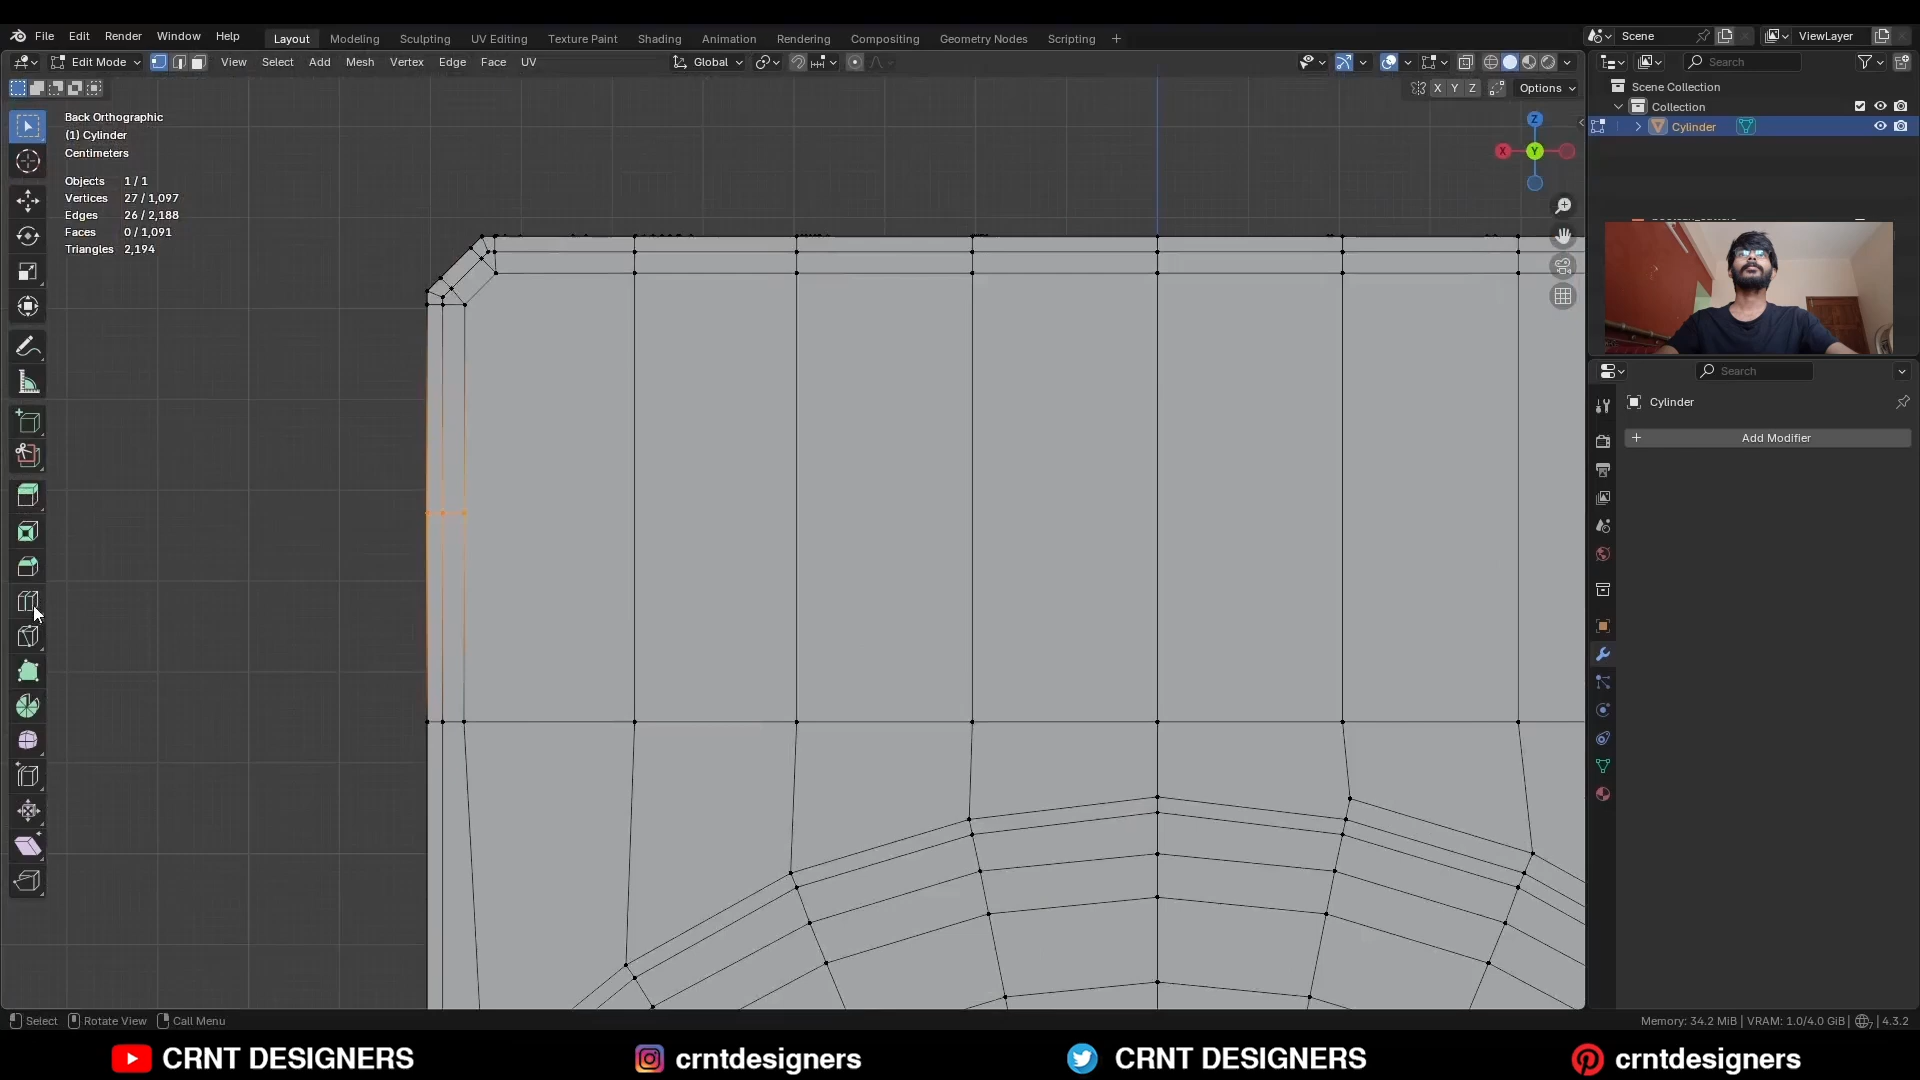 File Edit Render Window Help Layout Modeling Sculpting UV Editing Texture Paint Shading Animation Rendering Compositing Geometry Nodes Scripting + Scene ViewLayer
Edit Mode View Select Add Mesh Vertex Edge Face UV Global Search
X Y Z Options
Scene Collection
Collection
Cylinder
Back Orthographic
(1) Cylinder
Centimeters
Objects 1 / 1
Vertices 27 / 1,097
Edges 26 / 2,188
Faces 0 / 1,091
Triangles 2,194
Z
X Y
Search
Cylinder
+ Add Modifier
Select Rotate View Call Menu
Memory: 34.2 MiB | VRAM: 1.0/4.0 GiB | 4.3.2
CRNT DESIGNERS crntdesigners CRNT DESIGNERS crntdesigners